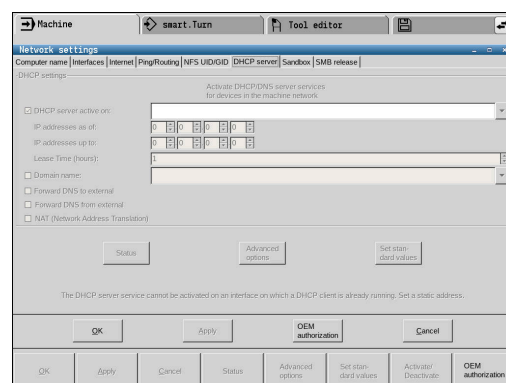 Machine smart.Turn Tool editor
Network settings
Computer name Interfaces Internet Ping/Routing NFS UID/GID DHCP server Sandbox SMB release
DHCP settings
Activate DHCP/DNS server services
for devices in the machine network
DHCP server active on:
IP addresses as of: 0 0 0 0
IP addresses up to: 0 0 0 0
Lease Time (hours): 1
Domain name:
Forward DNS to external
Forward DNS from external
NAT (Network Address Translation)
Status Advanced options Set stan-dard values
The DHCP server service cannot be activated on an interface on which a DHCP client is already running. Set a static address.
OK Apply OEM authorization Cancel
OK Apply Cancel Status Advanced options Set stan-dard values Activate/Deactivate OEM authorization